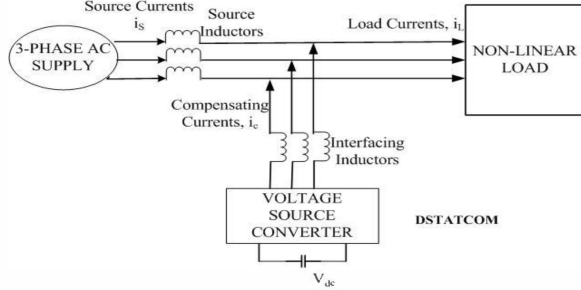 Source Currents
i_S
Source
Inductors
Load Currents, i_L
3-PHASE AC
SUPPLY
NON-LINEAR
LOAD
Compensating
Currents, i_c
Interfacing
Inductors
VOLTAGE
SOURCE
CONVERTER
DSTATCOM
V_dc